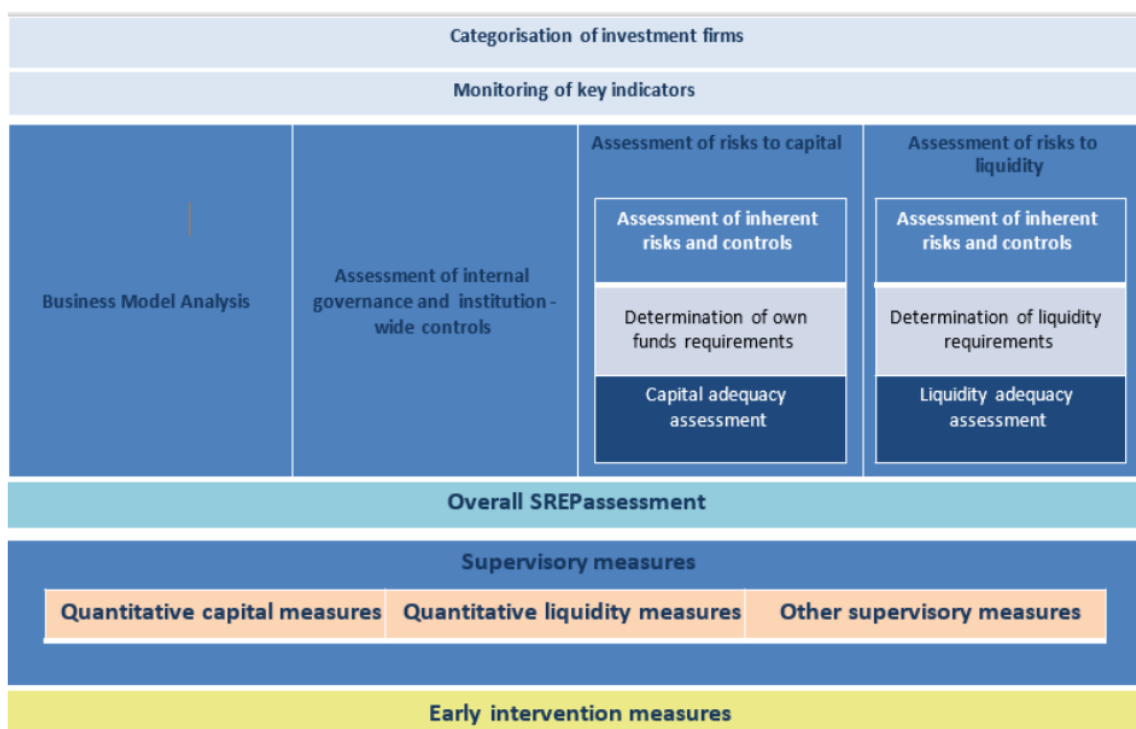 Categorisation of investment firms
Monitoring of key indicators
Business Model Analysis
Assessment of internal
governance and institution -
wide controls
Assessment of risks to capital
Assessment of inherent
risks and controls
Determination of own
funds requirements
Capital adequacy
assessment
Assessment of risks to
liquidity
Assessment of inherent
risks and controls
Determination of liquidity
requirements
Liquidity adequacy
assessment
Overall SREPassessment
Supervisory measures
Quantitative capital measures
Quantitative liquidity measures
Other supervisory measures
Early intervention measures